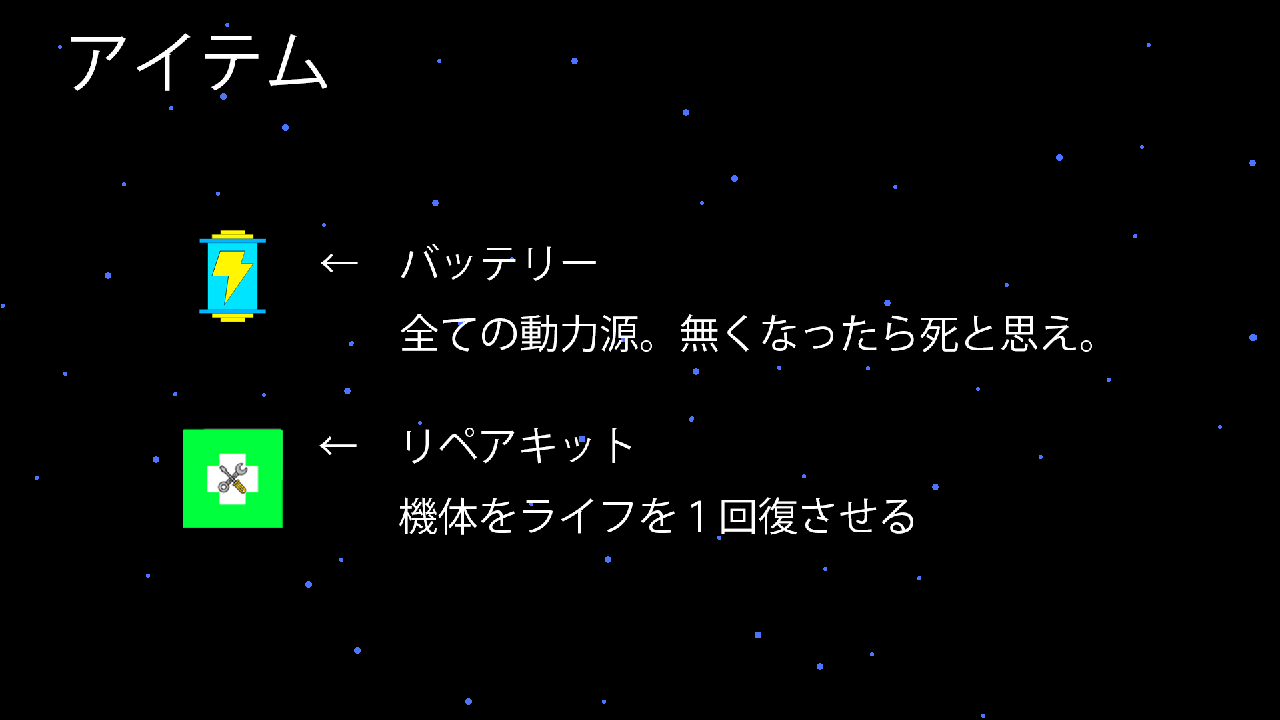 アイテム
← バッテリー
全ての動力源。無くなったら死と思え。
← リペアキット
機体をライフを１回復させる